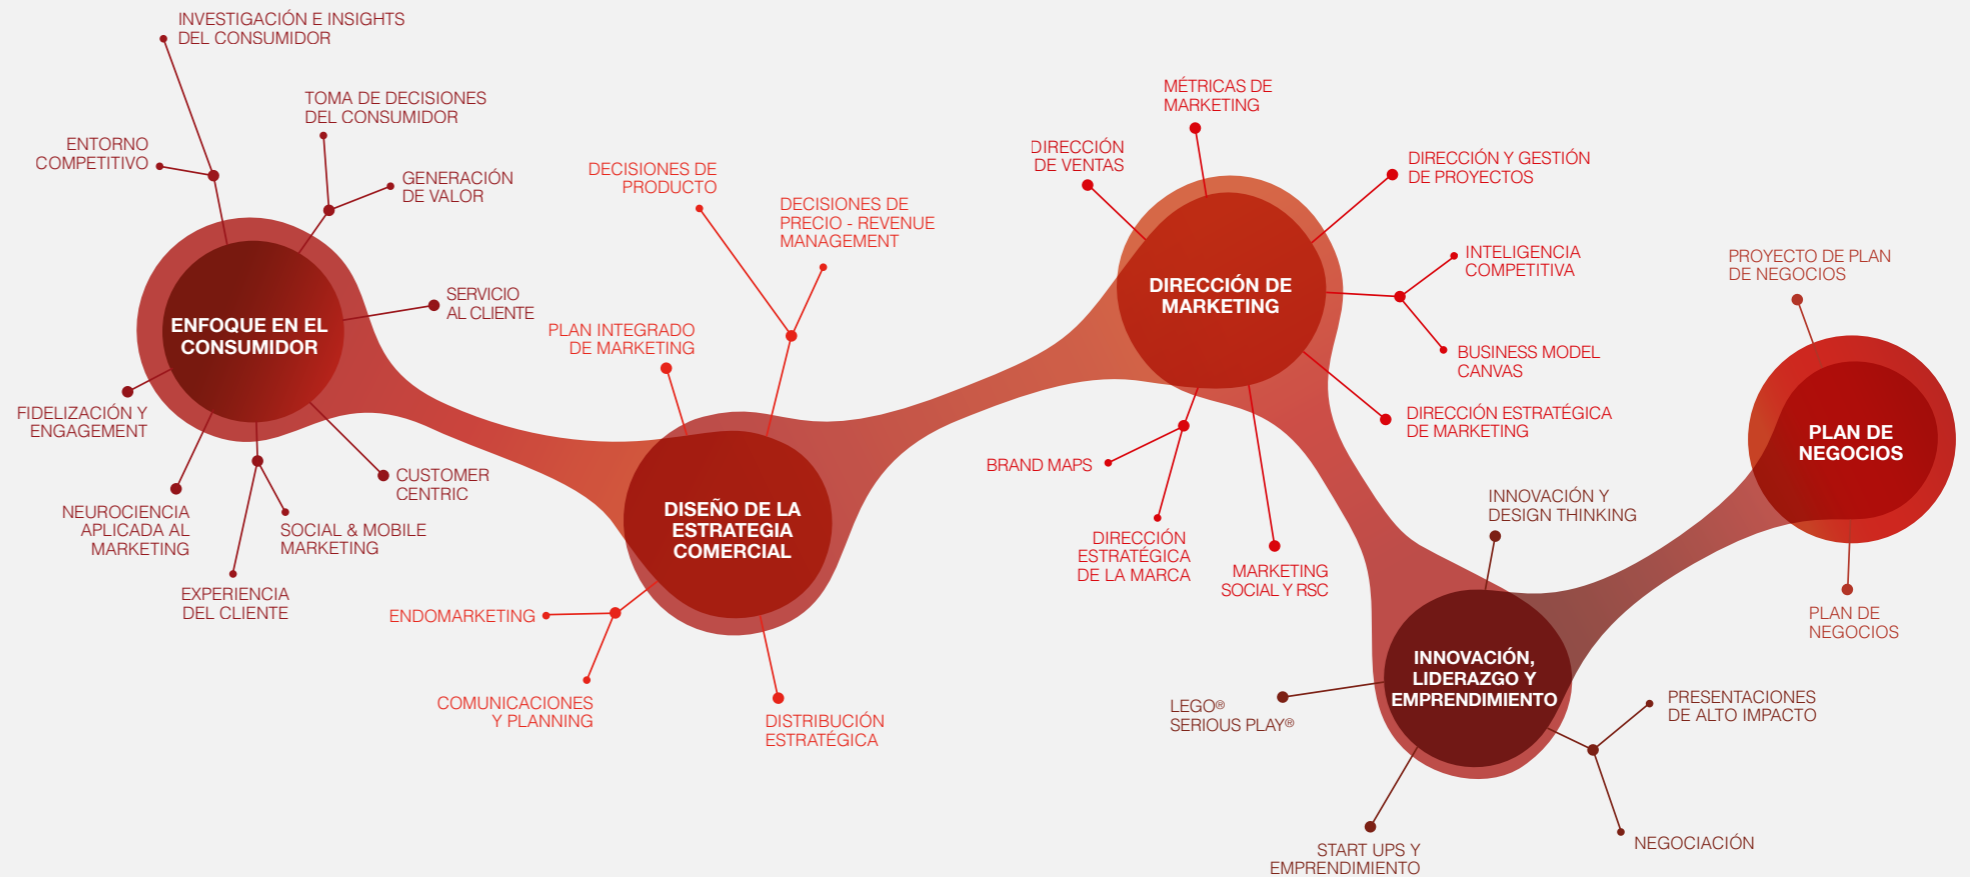 INVESTIGACIÓN E INSIGHTS
DEL CONSUMIDOR
TOMA DE DECISIONES
DEL CONSUMIDOR
ENTORNO
COMPETITIVO
GENERACIÓN
DE VALOR
SERVICIO
AL CLIENTE
ENFOQUE EN EL
CONSUMIDOR
FIDELIZACIÓN Y
ENGAGEMENT
CUSTOMER
CENTRIC
NEUROCIENCIA
APLICADA AL
MARKETING
SOCIAL & MOBILE
MARKETING
EXPERIENCIA
DEL CLIENTE
DECISIONES DE
PRODUCTO
DECISIONES DE
PRECIO - REVENUE
MANAGEMENT
PLAN INTEGRADO
DE MARKETING
DISEÑO DE LA
ESTRATEGIA
COMERCIAL
ENDOMARKETING
COMUNICACIONES
Y PLANNING
DISTRIBUCIÓN
ESTRATÉGICA
MÉTRICAS DE
MARKETING
DIRECCIÓN
DE VENTAS
DIRECCIÓN Y GESTIÓN
DE PROYECTOS
INTELIGENCIA
COMPETITIVA
DIRECCIÓN DE
MARKETING
BUSINESS MODEL
CANVAS
DIRECCIÓN ESTRATÉGICA
DE MARKETING
BRAND MAPS
DIRECCIÓN
ESTRATÉGICA
DE LA MARCA
MARKETING
SOCIAL Y RSC
INNOVACIÓN Y
DESIGN THINKING
INNOVACIÓN,
LIDERAZGO Y
EMPRENDIMIENTO
LEGO®
SERIOUS PLAY®
PRESENTACIONES
DE ALTO IMPACTO
START UPS Y
EMPRENDIMIENTO
NEGOCIACIÓN
PROYECTO DE PLAN
DE NEGOCIOS
PLAN DE
NEGOCIOS
PLAN DE
NEGOCIOS